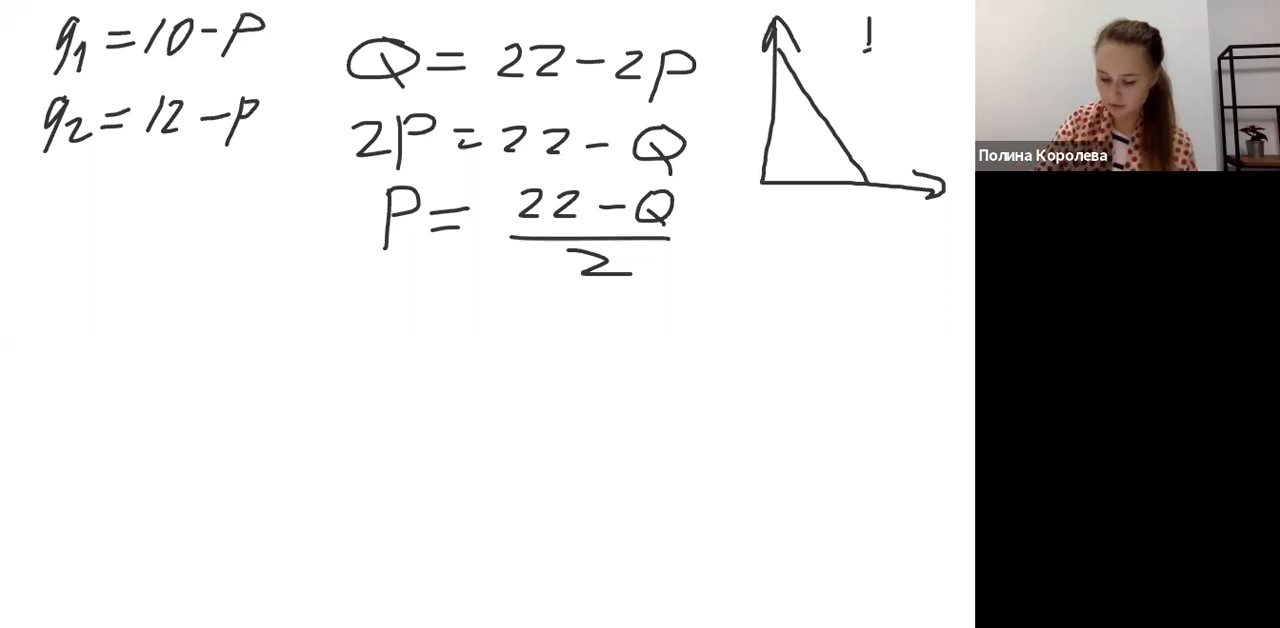 q₁ = 10 - P
q₂ = 12 - P
Q = 22 - 2P
2P = 22 - Q
P = (22 - Q) / 2
!
Полина Королева